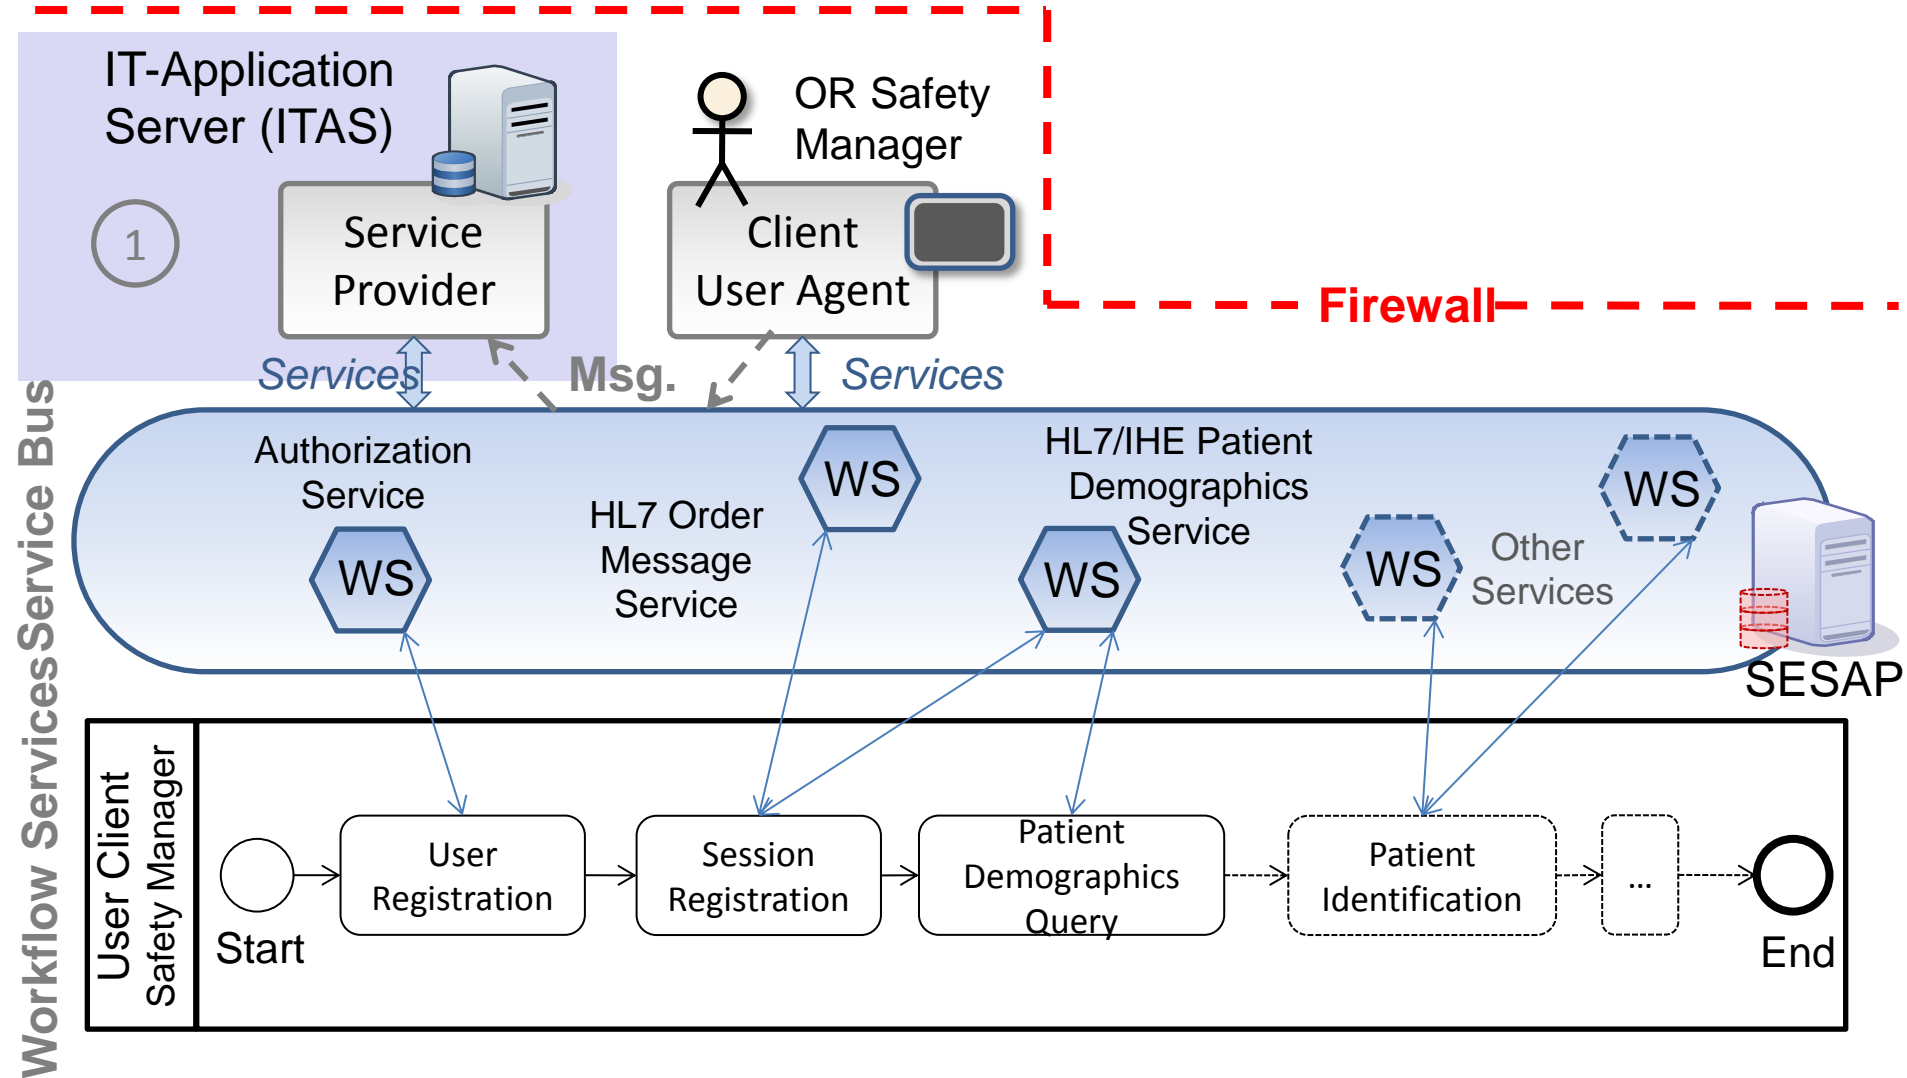 IT-Application
Server (ITAS)
1
Service
Provider
OR Safety
Manager
Client
User Agent
Firewall
Services
Msg.
Services
Service Bus
Authorization
Service
WS
HL7 Order
Message
Service
WS
HL7/IHE Patient
Demographics
Service
WS
WS
Other
Services
WS
SESAP
Workflow Services
User Client
Safety Manager
Start
User
Registration
Session
Registration
Patient
Demographics
Query
Patient
Identification
...
End